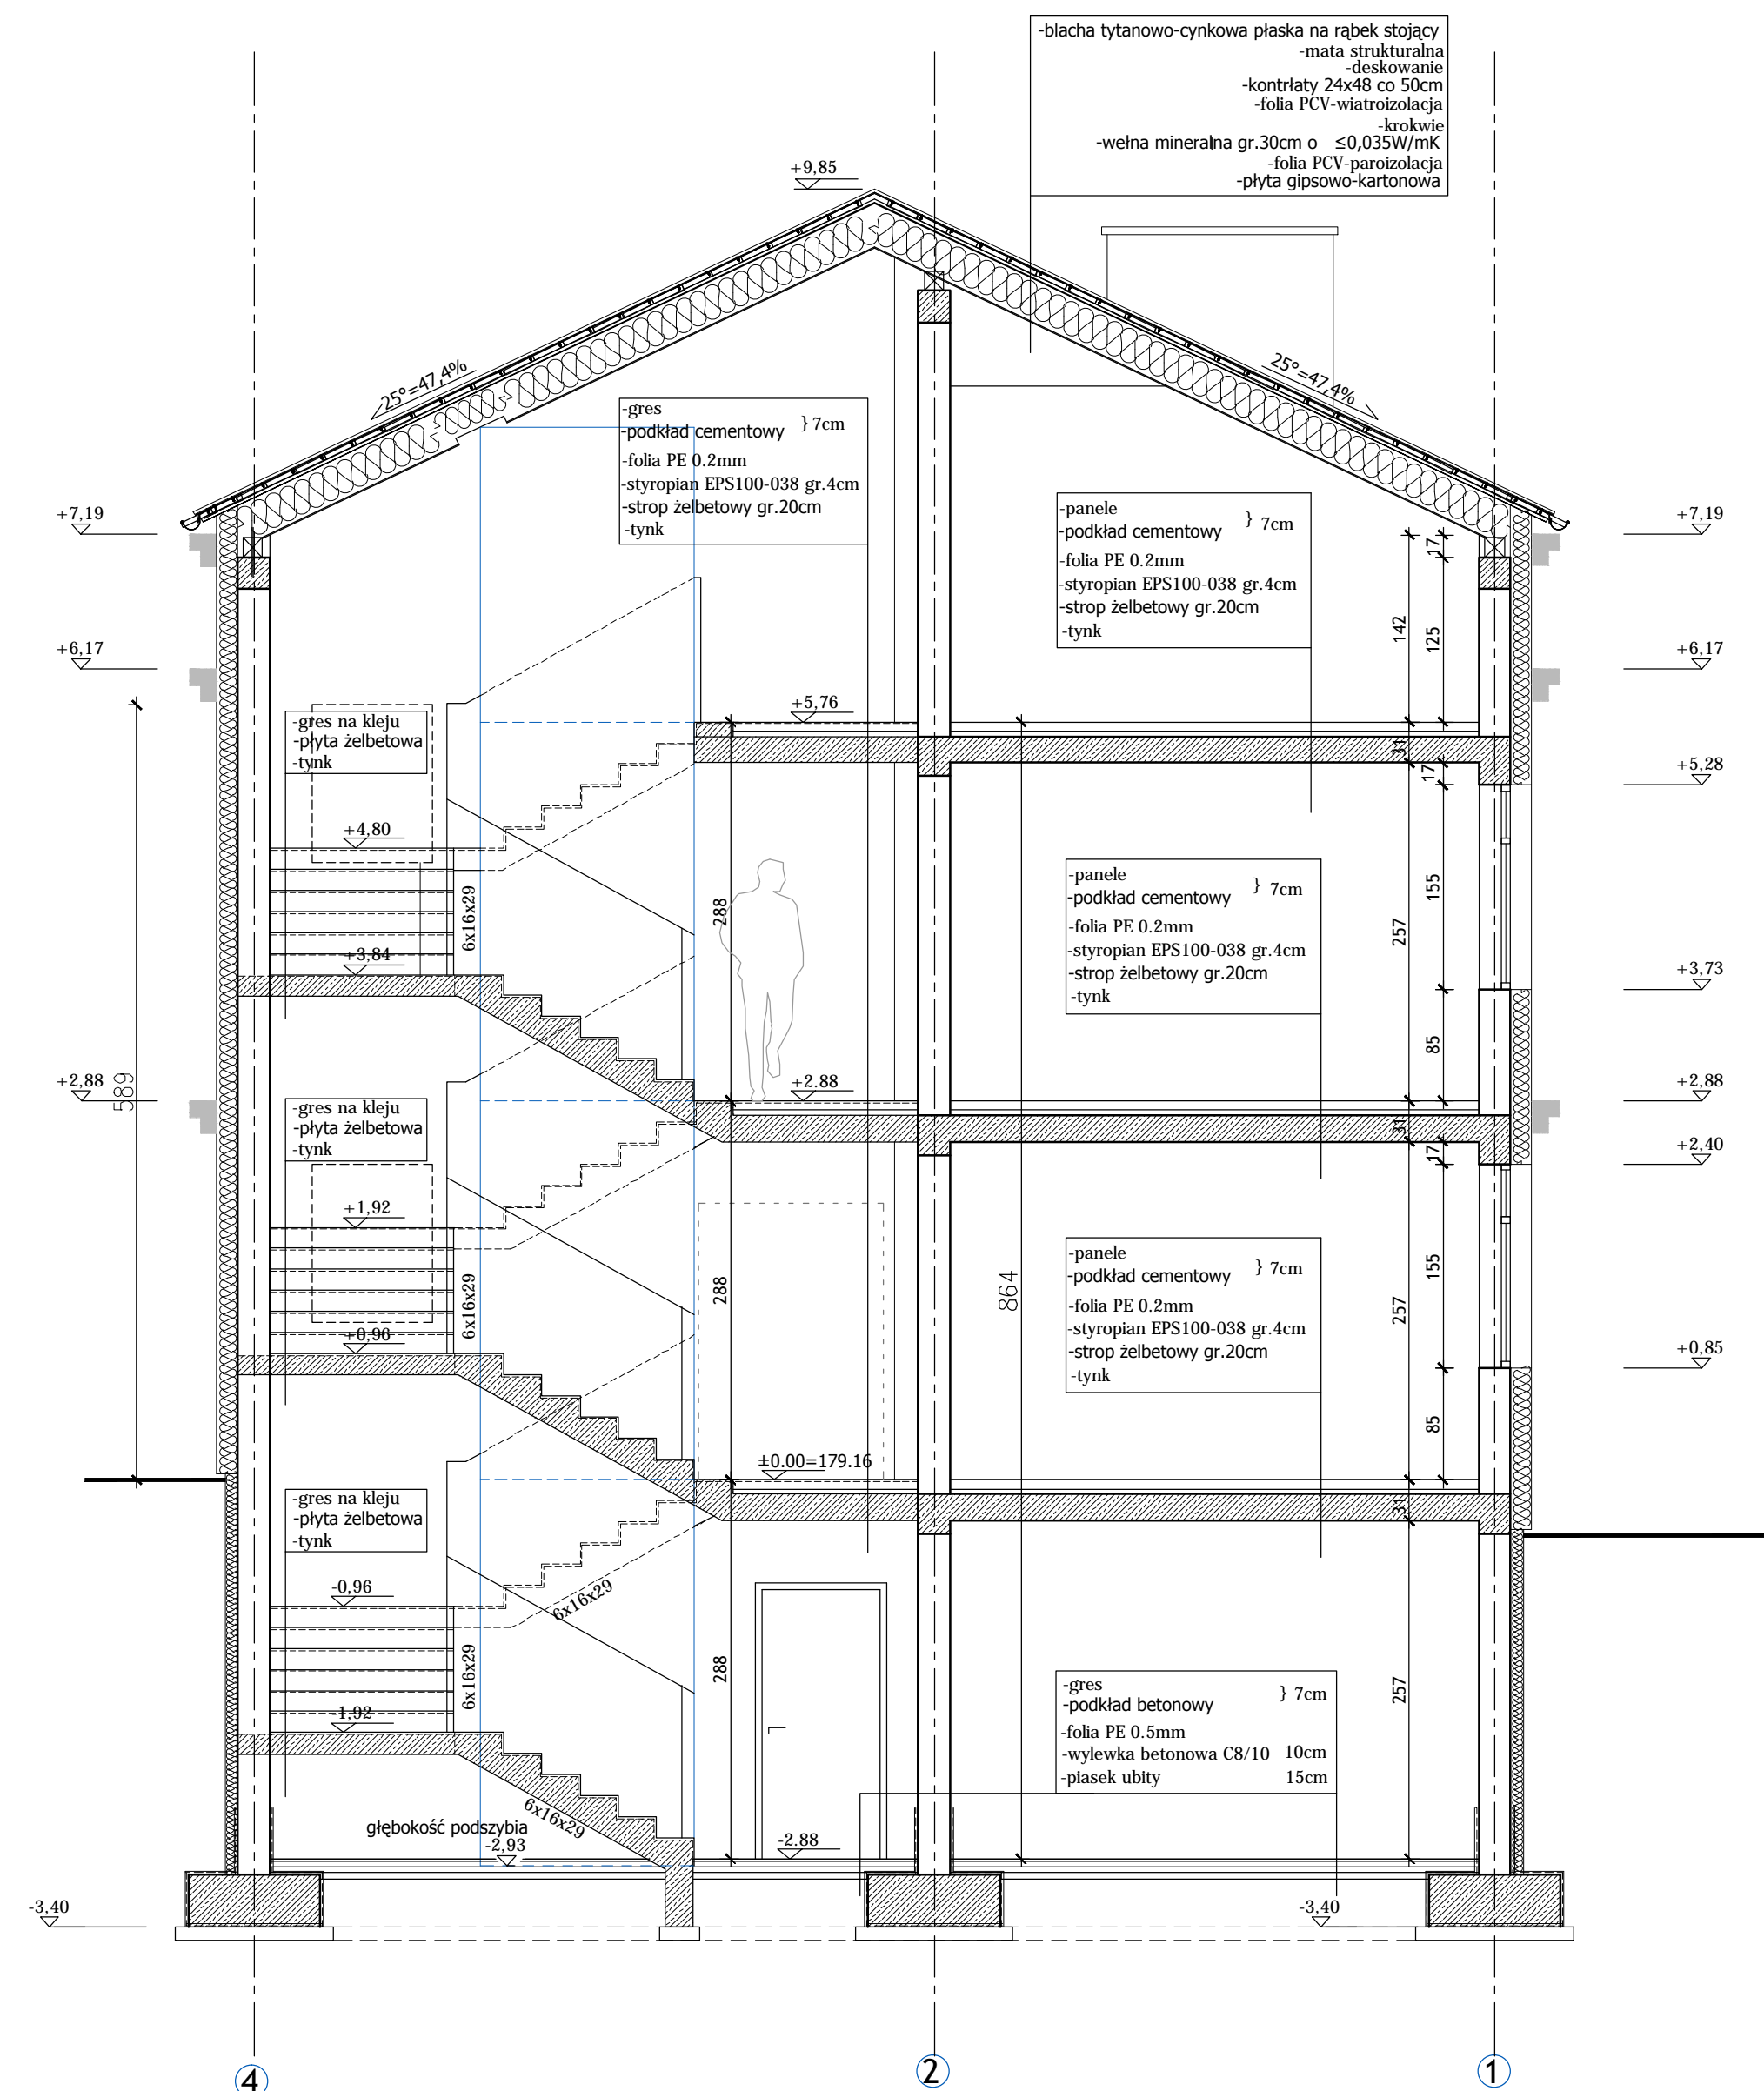 -blacha tytanowo-cynkowa płaska na rąbek stojący
-mata strukturalna
-deskowanie
-kontrłaty 24x48 co 50cm
-folia PCV-wiatroizolacja
-krokwie
-wełna mineralna gr.30cm o ≤0,035W/mK
-folia PCV-paroizolacja
-płyta gipsowo-kartonowa
+9,85
25°=47,4%
25°=47,4%
-gres
-podkład cementowy } 7cm
-folia PE 0.2mm
-styropian EPS100-038 gr.4cm
-strop żelbetowy gr.20cm
-tynk
-panele
-podkład cementowy } 7cm
-folia PE 0.2mm
-styropian EPS100-038 gr.4cm
-strop żelbetowy gr.20cm
-tynk
+7,19
+7,19
17
142
125
+6,17
+6,17
+5,76
-gres na kleju
-płyta żelbetowa
-tynk
31
17
+5,28
+4,80
6x16x29
288
-panele
-podkład cementowy } 7cm
-folia PE 0.2mm
-styropian EPS100-038 gr.4cm
-strop żelbetowy gr.20cm
-tynk
257
155
+3,84
+3,73
85
+2,88
589
+2.88
+2,88
-gres na kleju
-płyta żelbetowa
-tynk
31
17
+2,40
+1,92
6x16x29
288
864
-panele
-podkład cementowy } 7cm
-folia PE 0.2mm
-styropian EPS100-038 gr.4cm
-strop żelbetowy gr.20cm
-tynk
257
155
+0,96
+0,85
85
±0.00=179.16
-gres na kleju
-płyta żelbetowa
-tynk
31
-0,96
6x16x29
6x16x29
288
257
-1,92
-gres
-podkład betonowy } 7cm
-folia PE 0.5mm
-wylewka betonowa C8/10 10cm
-piasek ubity 15cm
6x16x29
głębokość podszybia
-2,93
-2.88
-3,40
-3,40
4
2
1